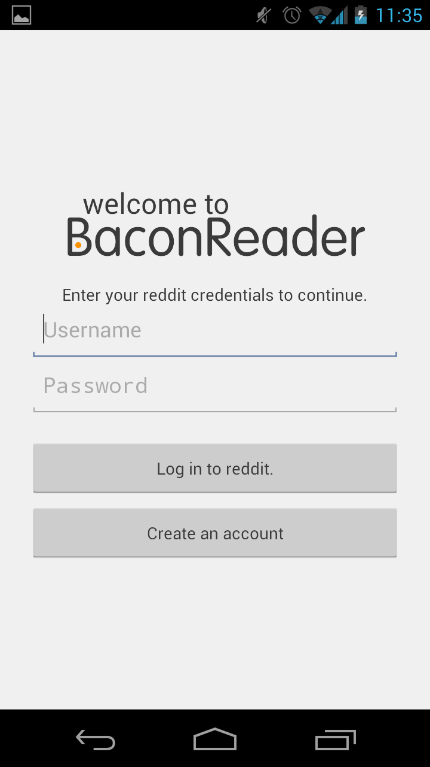 11:35
welcome to
BaconReader
Enter your reddit credentials to continue.
Username
Password
Log in to reddit.
Create an account